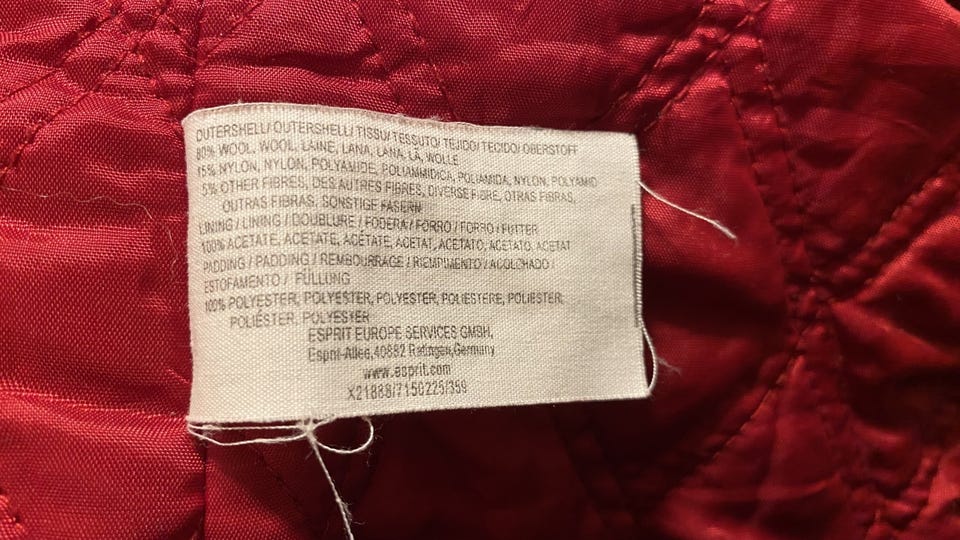 OUTERSHELL/ OUTERSHELL/ TISSU/ TESSUTO/ TEJIDO/ TECIDO/ OBERSTOFF
80% WOOL, WOOL, LAINE, LANA, LANA, LÃ, WOLLE
15% NYLON, NYLON, POLYAMIDE, POLIAMMIDICA, POLIAMIDA, NYLON, POLYAMID
5% OTHER FIBRES, DES AUTRES FIBRES, DIVERSE FIBRE, OTRAS FIBRAS,
OUTRAS FIBRAS, SONSTIGE FASERN
LINING / LINING / DOUBLURE / FODERA / FORRO / FORRO / FUTTER
100% ACETATE, ACETATE, ACÉTATE, ACETAT, ACETATO, ACETATO, ACETAT
PADDING / PADDING / REMBOURRAGE / RIEMPIMENTO / ACOLCHADO /
ESTOFAMENTO / FÜLLUNG
100% POLYESTER, POLYESTER, POLYESTER, POLIESTERE, POLIESTER,
POLIÉSTER, POLYESTER
ESPRIT EUROPE SERVICES GMBH,
Esprit-Allee,40882 Ratingen,Germany
www.esprit.com
X21888/7150225/359